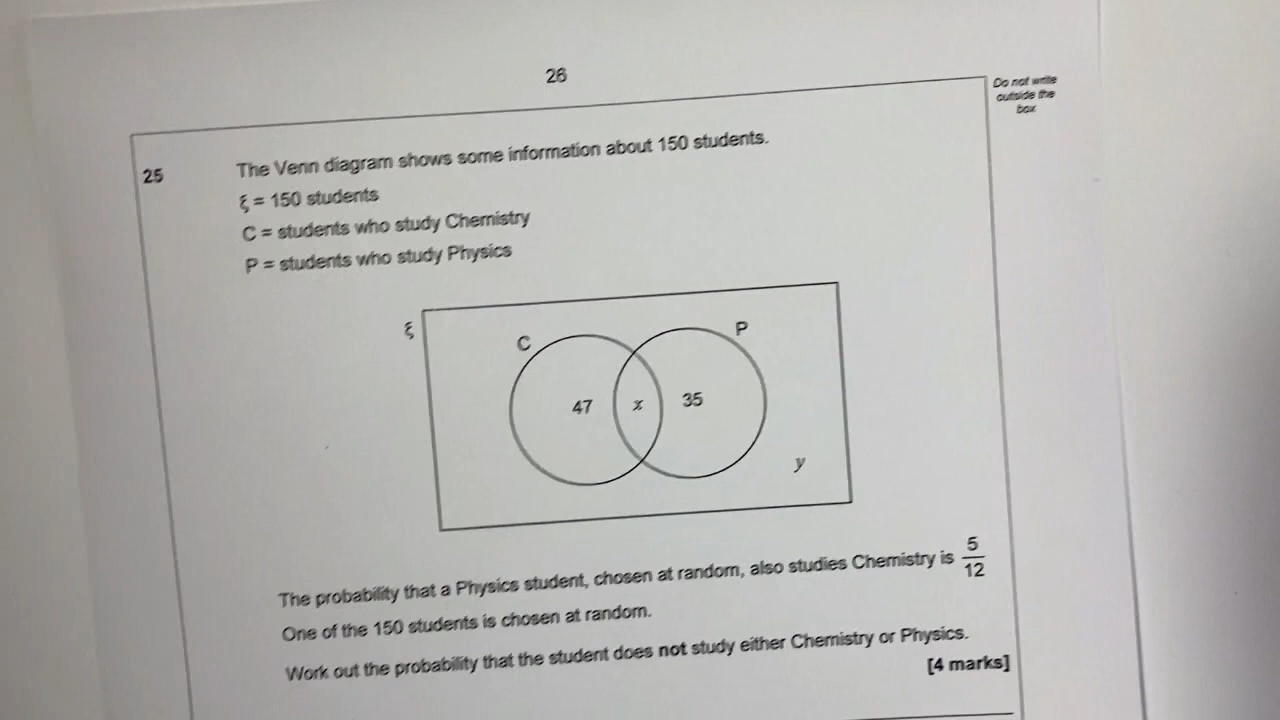 26
Do not write
outside the
box
25 The Venn diagram shows some information about 150 students.
ξ = 150 students
C = students who study Chemistry
P = students who study Physics
ξ
C
P
47 x 35
y
The probability that a Physics student, chosen at random, also studies Chemistry is 5/12
One of the 150 students is chosen at random.
Work out the probability that the student does not study either Chemistry or Physics.
[4 marks]